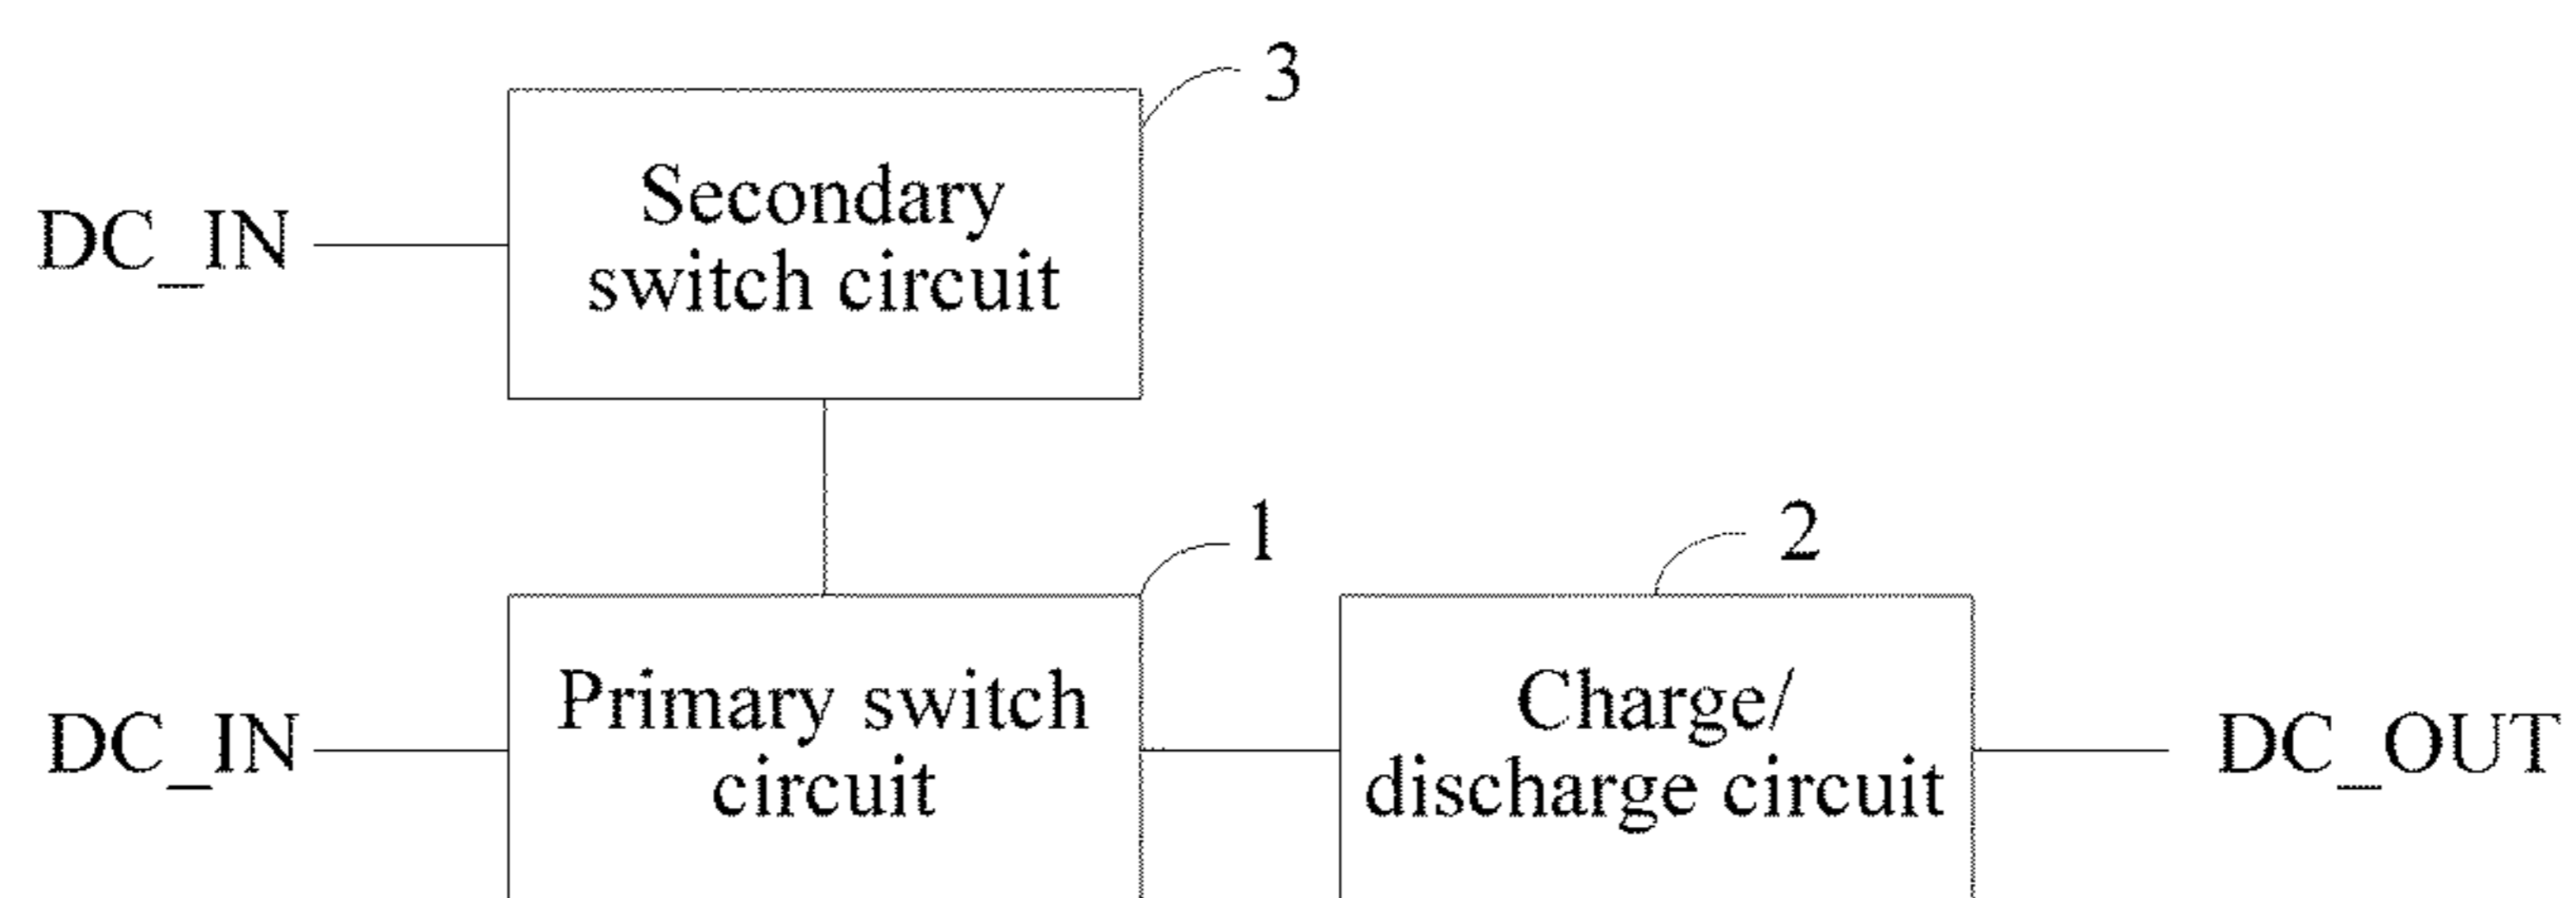 3
Secondary
switch circuit
DC_IN
1
2
Primary switch
circuit
DC_IN
Charge/
discharge circuit
DC_OUT